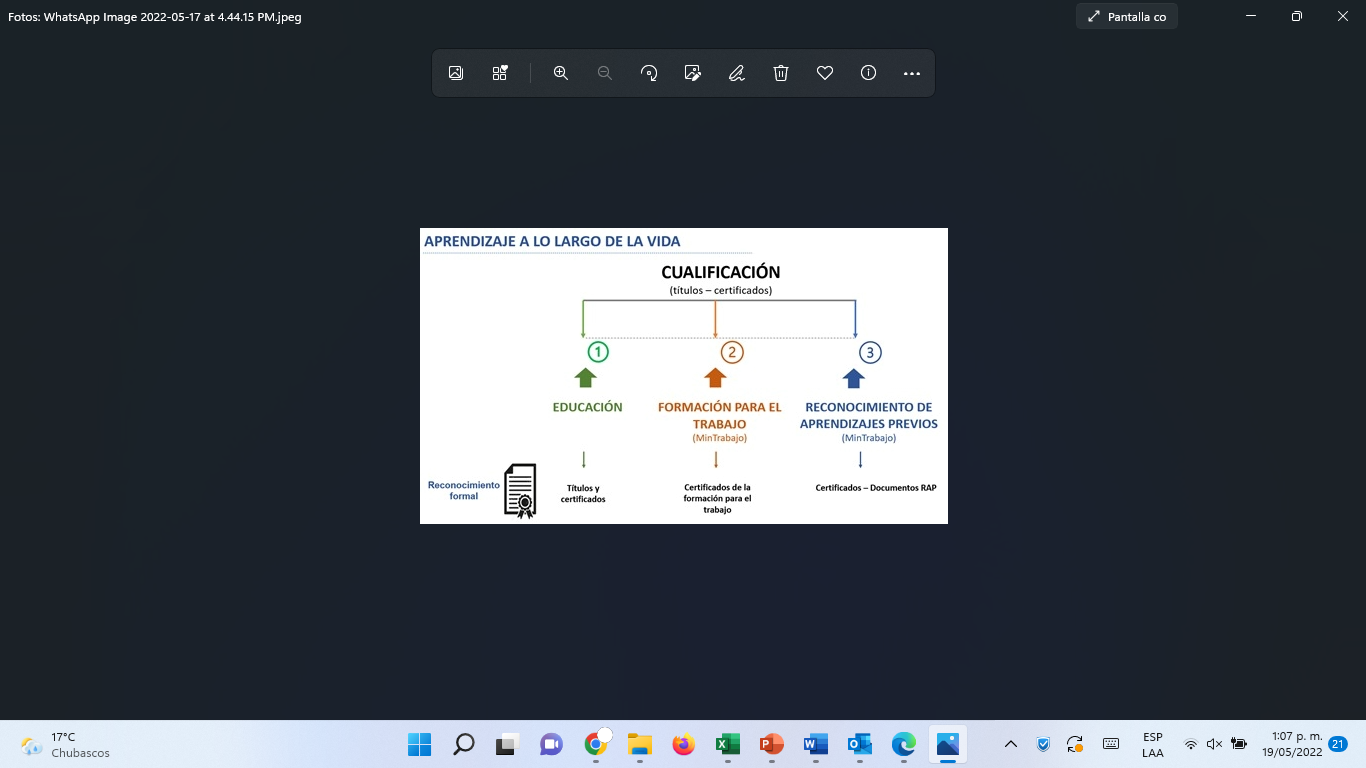 Fotos: WhatsApp Image 2022-05-17 at 4.44.15 PM.jpeg
Pantalla co
APRENDIZAJE A LO LARGO DE LA VIDA
CUALIFICACIÓN
(títulos – certificados)
1
2
3
EDUCACIÓN
FORMACIÓN PARA EL
TRABAJO
(MinTrabajo)
RECONOCIMIENTO DE
APRENDIZAJES PREVIOS
(MinTrabajo)
Reconocimiento
formal
Títulos y
certificados
Certificados de la
formación para el
trabajo
Certificados – Documentos RAP
17°C
Chubascos
ESP
LAA
1:07 p. m.
19/05/2022
21